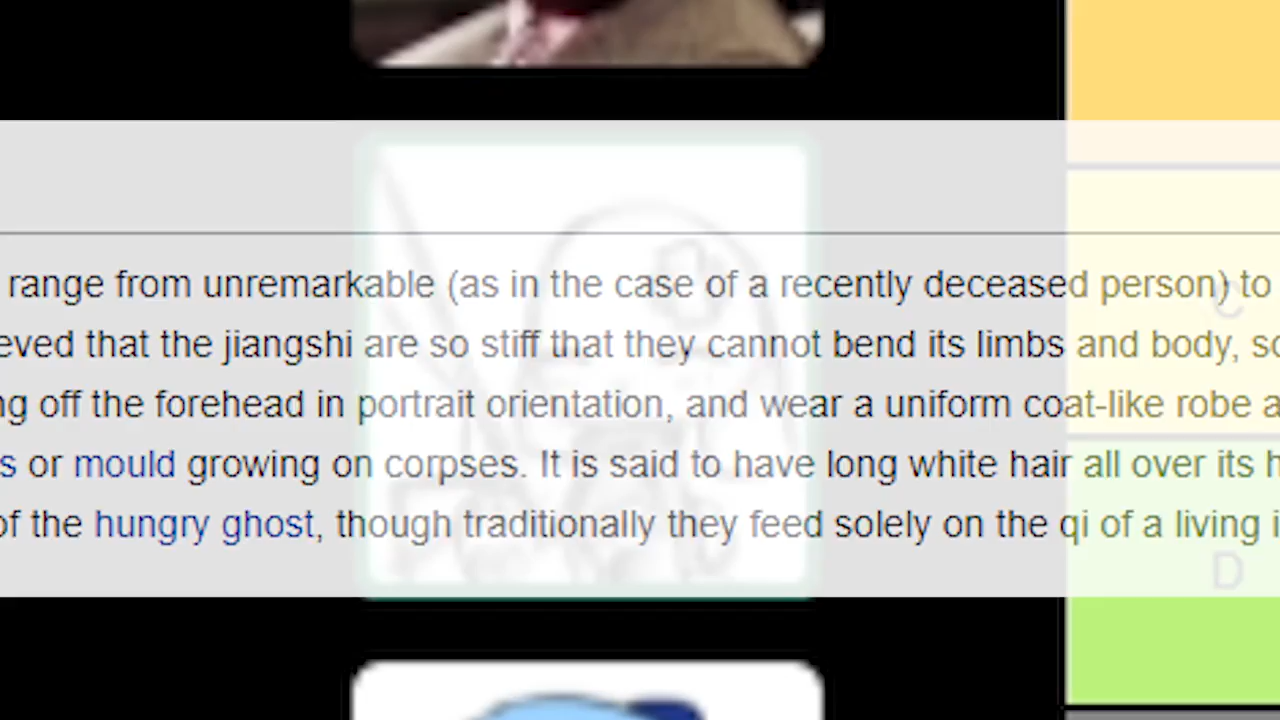 range from unremarkable (as in the case of a recently deceased person) to
eved that the jiangshi are so stiff that they cannot bend its limbs and body, so
ng off the forehead in portrait orientation, and wear a uniform coat-like robe a
s or mould growing on corpses. It is said to have long white hair all over its h
of the hungry ghost, though traditionally they feed solely on the qi of a living i
C
D